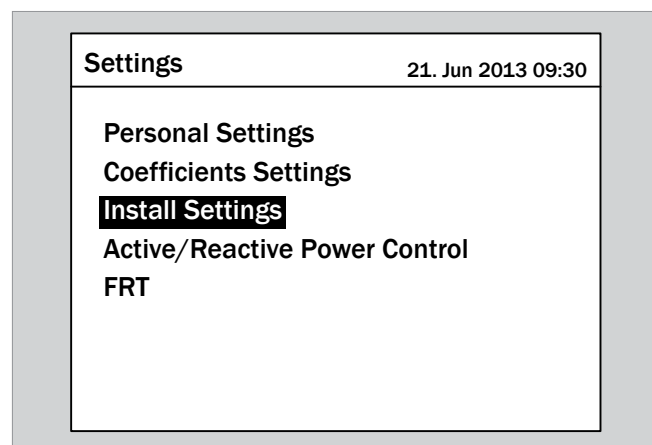 Settings
21. Jun 2013 09:30
Personal Settings
Coefficients Settings
Install Settings
Active/Reactive Power Control
FRT